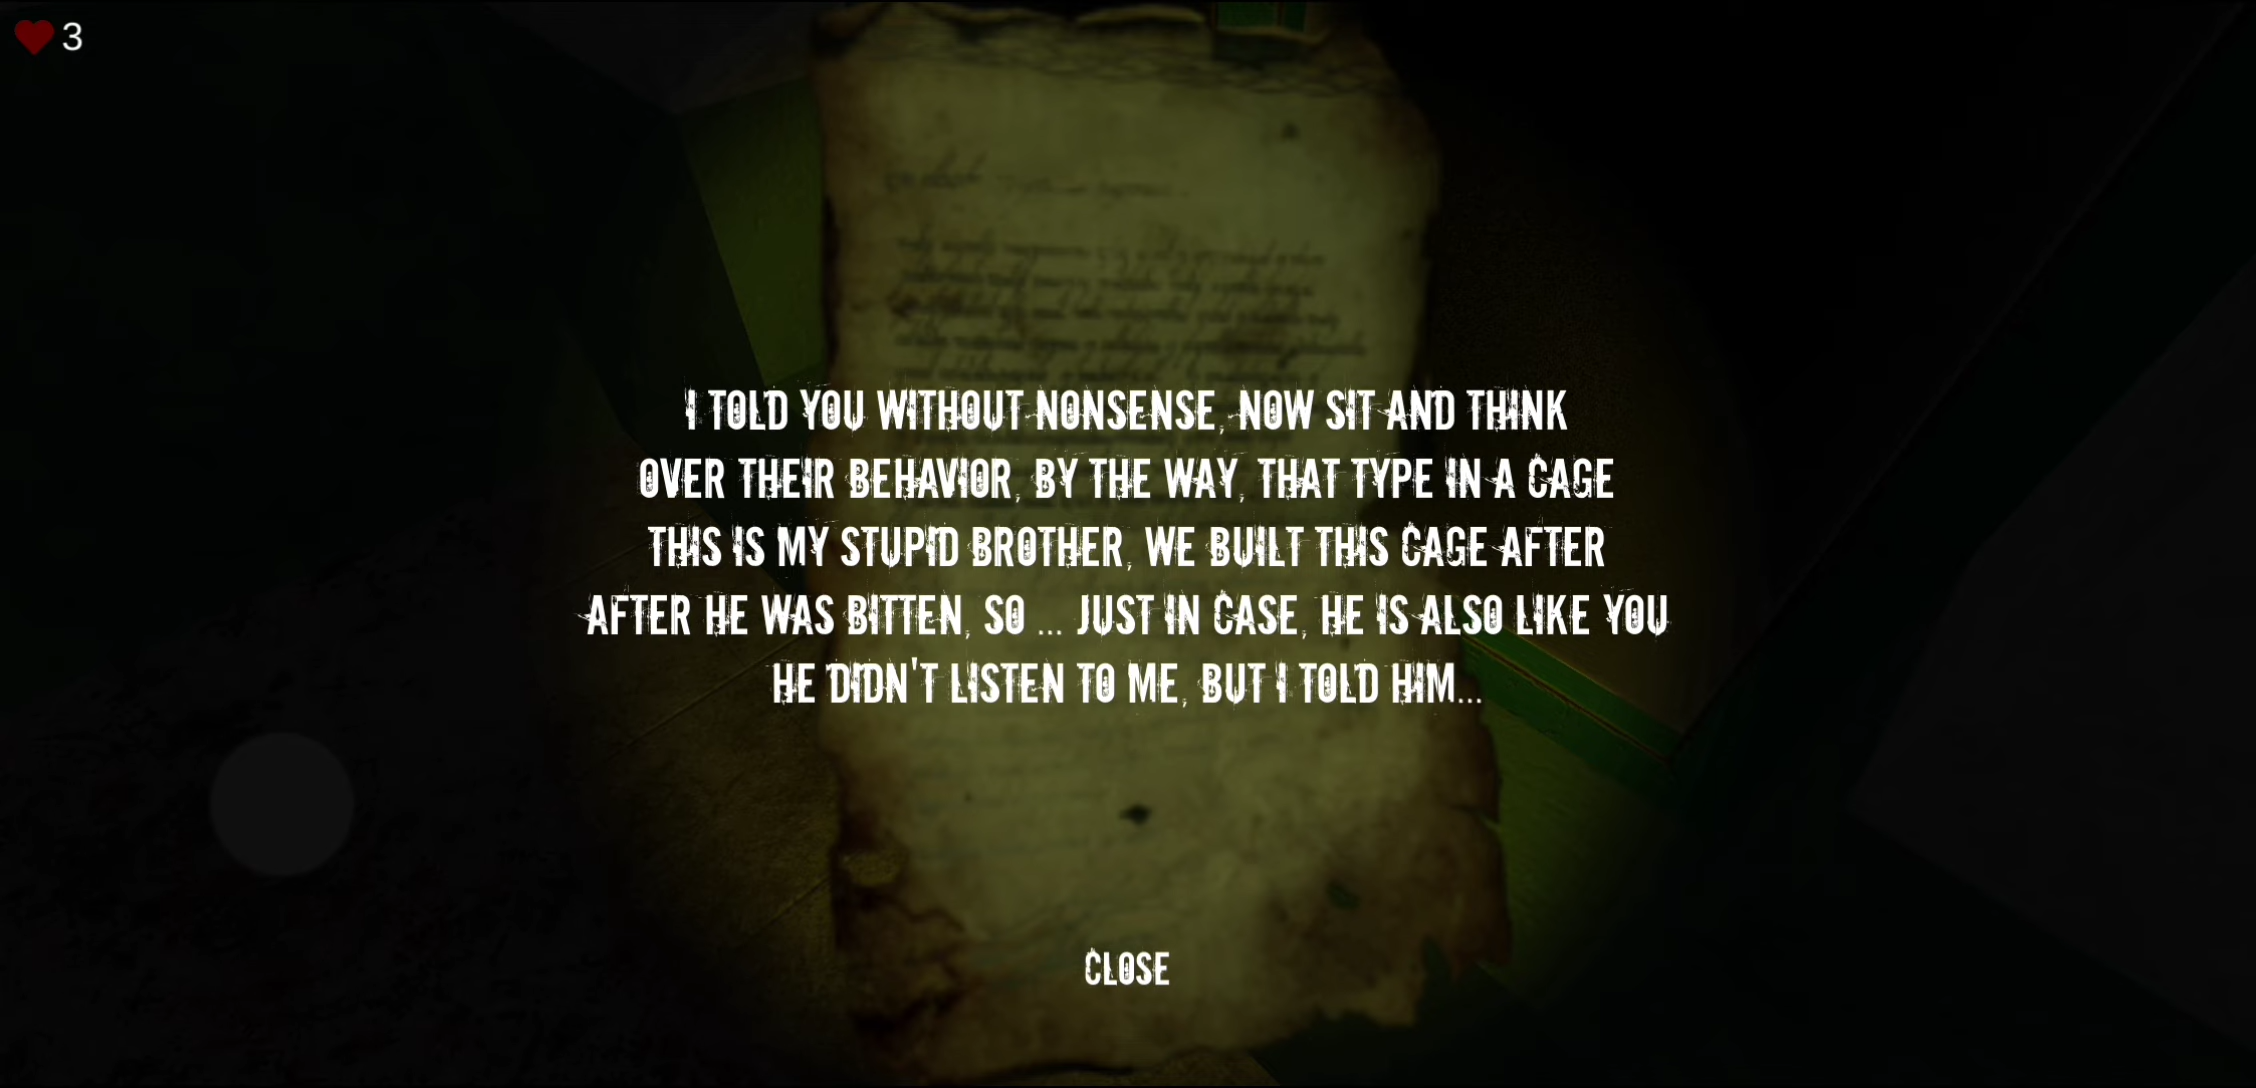 3
I TOLD YOU WITHOUT NONSENSE, NOW SIT AND THINK
OVER THEIR BEHAVIOR, BY THE WAY, THAT TYPE IN A CAGE
THIS IS MY STUPID BROTHER, WE BUILT THIS CAGE AFTER
AFTER HE WAS BITTEN, SO ... JUST IN CASE, HE IS ALSO LIKE YOU
HE DIDN'T LISTEN TO ME, BUT I TOLD HIM...
CLOSE